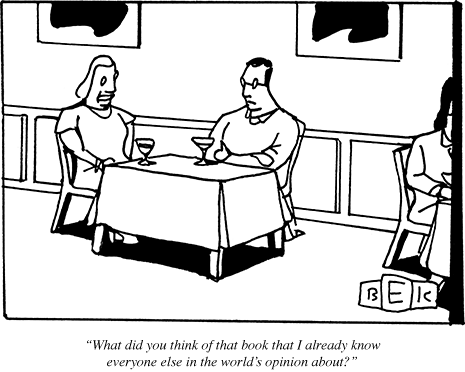 BEK
“What did you think of that book that I already know
everyone else in the world’s opinion about?”